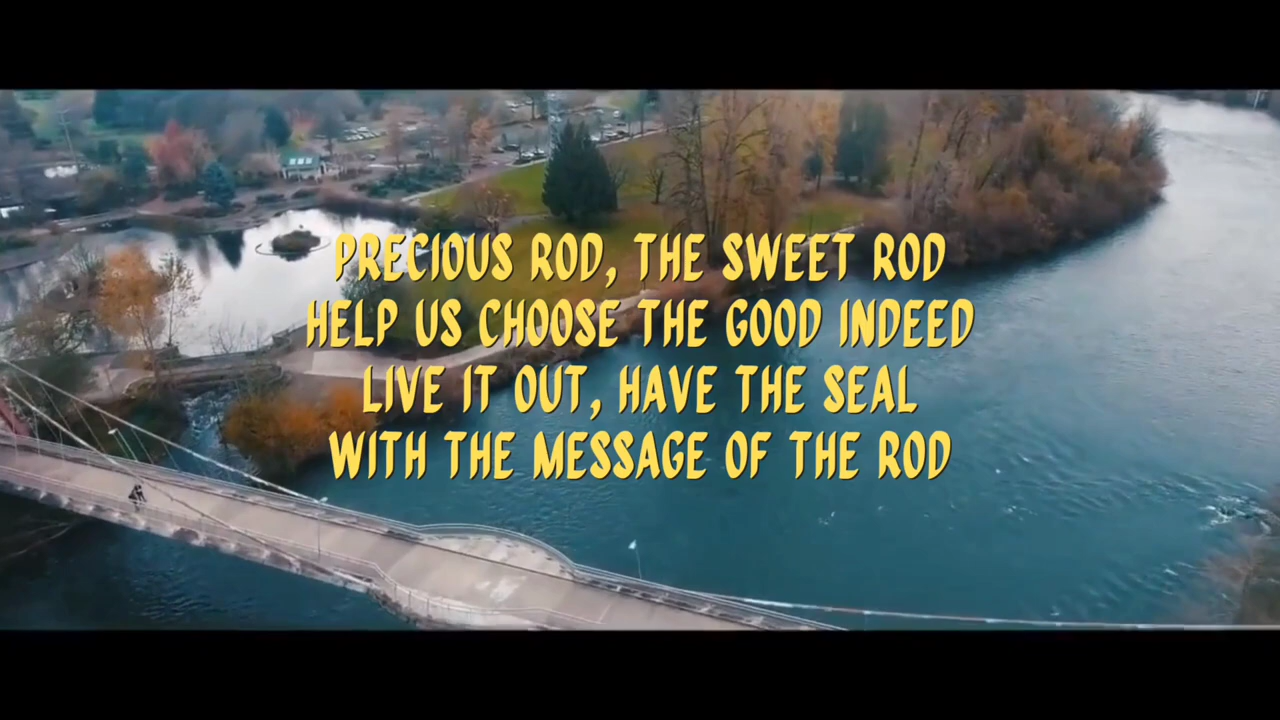 PRECIOUS ROD, THE SWEET ROD
HELP US CHOOSE THE GOOD INDEED
LIVE IT OUT, HAVE THE SEAL
WITH THE MESSAGE OF THE ROD